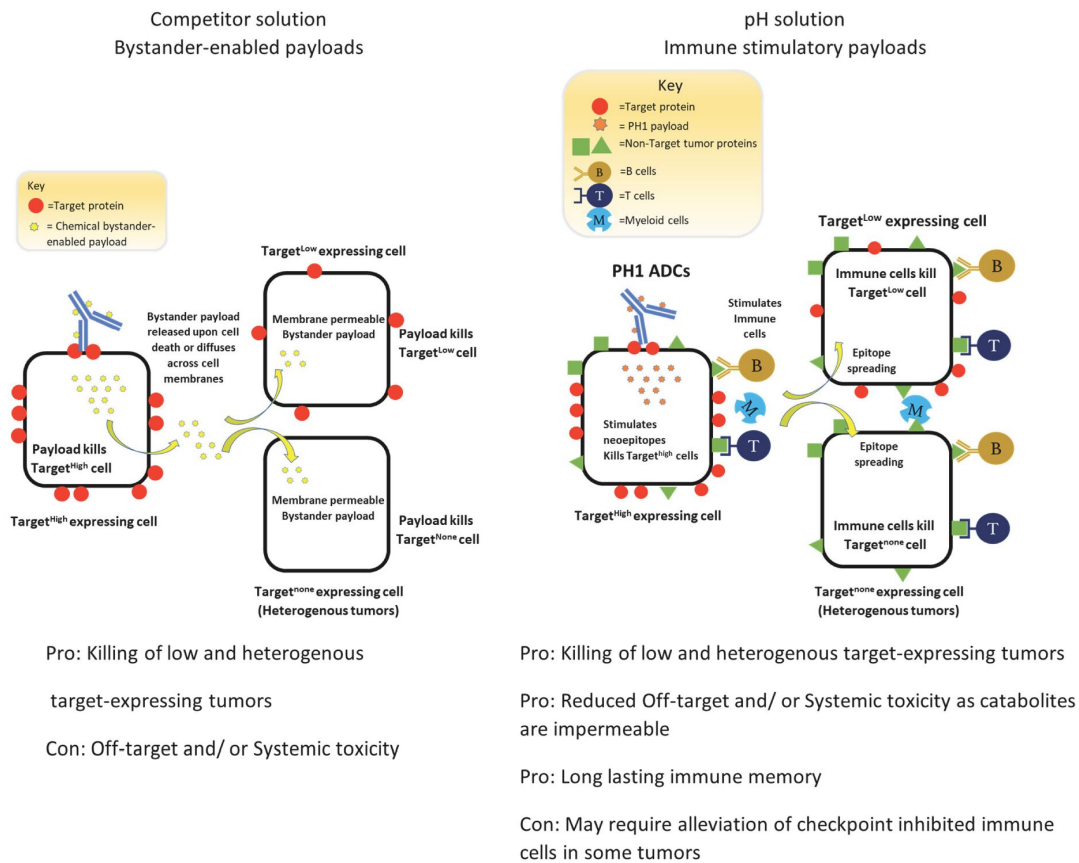 Competitor solution
Bystander-enabled payloads
Key
=Target protein
= Chemical bystander-
enabled payload
Bystander payload
released upon cell
death or diffuses
across cell
membranes
Payload kills
Target^High cell
Target^High expressing cell
Target^Low expressing cell
Membrane permeable
Bystander payload
Payload kills
Target^Low cell
Membrane permeable
Bystander payload
Payload kills
Target^None cell
Target^none expressing cell
(Heterogenous tumors)
Pro: Killing of low and heterogenous
target-expressing tumors
Con: Off-target and/ or Systemic toxicity
pH solution
Immune stimulatory payloads
Key
=Target protein
= PH1 payload
=Non-Target tumor proteins
B
=B cells
T
=T cells
M
=Myeloid cells
PH1 ADCs
Stimulates
Immune
cells
B
M
T
Stimulates
neoepitopes
Kills Target^high cells
Target^High expressing cell
Target^Low expressing cell
Immune cells kill
Target^Low cell
B
T
Epitope
spreading
M
Epitope
spreading
B
T
Immune cells kill
Target^none cell
Target^none expressing cell
(Heterogenous tumors)
Pro: Killing of low and heterogenous target-expressing tumors
Pro: Reduced Off-target and/ or Systemic toxicity as catabolites
are impermeable
Pro: Long lasting immune memory
Con: May require alleviation of checkpoint inhibited immune
cells in some tumors